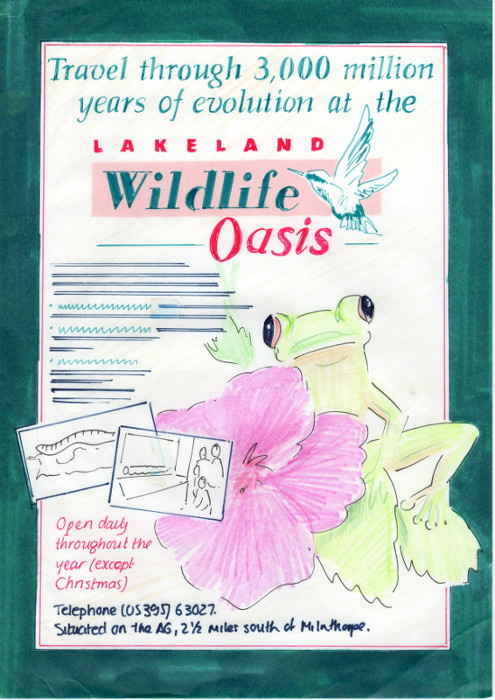 Travel through 3,000 million
years of evolution at the
LAKELAND
Wildlife
Oasis
Open daily
throughout the
year (except
Christmas)
Telephone (05395) 63027.
Situated on the A6, 2½ miles south of Milnthorpe.